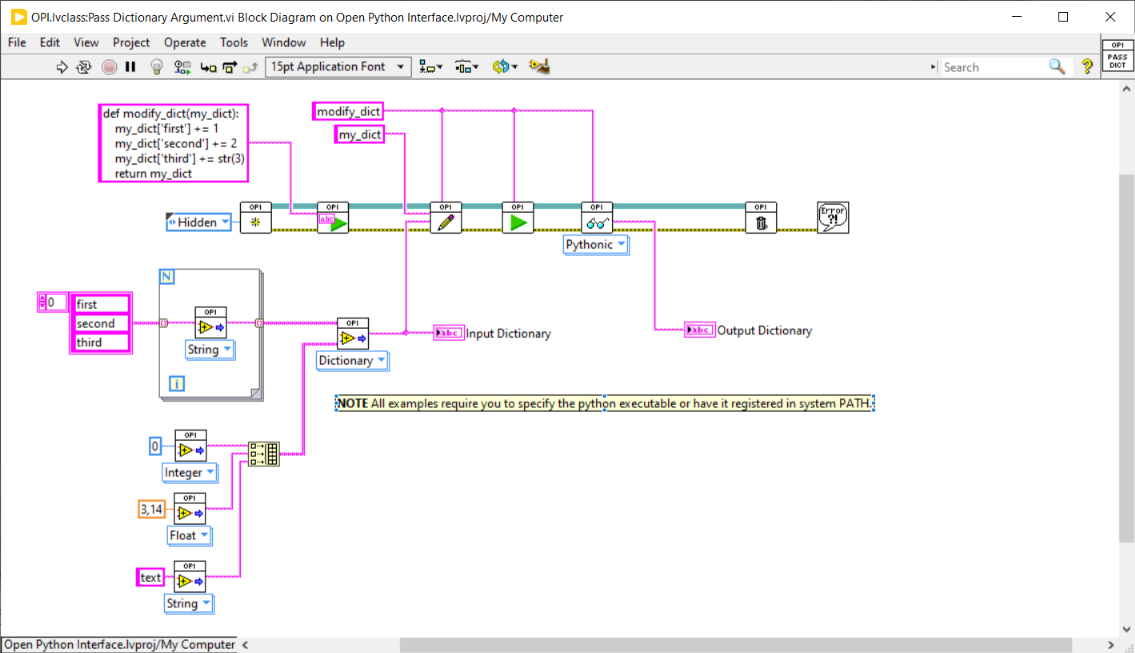 OPI.lvclass:Pass Dictionary Argument.vi Block Diagram on Open Python Interface.lvproj/My Computer
File Edit View Project Operate Tools Window Help
15pt Application Font
Search
OPI
PASS
DICT
def modify_dict(my_dict):
my_dict['first'] += 1
my_dict['second'] += 2
my_dict['third'] += str(3)
return my_dict
modify_dict
my_dict
Hidden
OPI
OPI
abc
OPI
OPI
OPI
OPI
Error
?!
Pythonic
N
0
first
second
third
OPI
String
i
OPI
Dictionary
abc
Input Dictionary
abc
Output Dictionary
NOTE All examples require you to specify the python executable or have it registered in system PATH.
0
OPI
Integer
3,14
OPI
Float
text
OPI
String
Open Python Interface.lvproj/My Computer